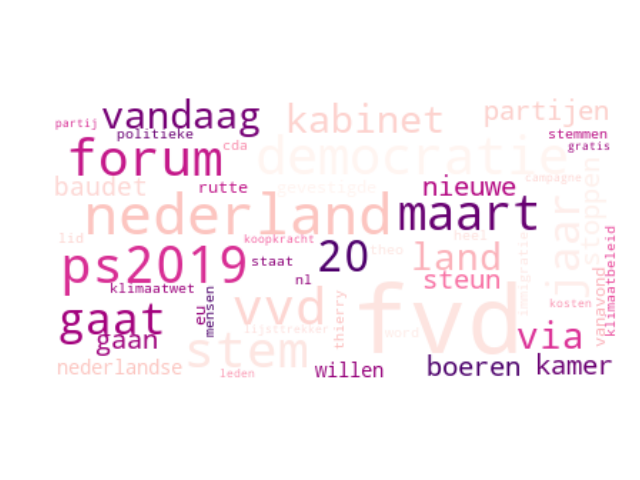 partij
vandaag
kabinet
partijen
politieke
stemmen
forum
cda
democratie
gratis
baudet
rutte
gevestigde
nieuwe
campagne
stoppen
nederland
maart
jaar
lid
koopkracht
heel
ps2019
staat
20
theo
land
immigratie
klimaatbeleid
nl
steun
klimaatwet
eu
mensen
vvd
fvd
kosten
vanavond
gaat
gaan
lijsttrekker
thierry
word
via
stem
nederlandse
leden
willen
boeren
kamer